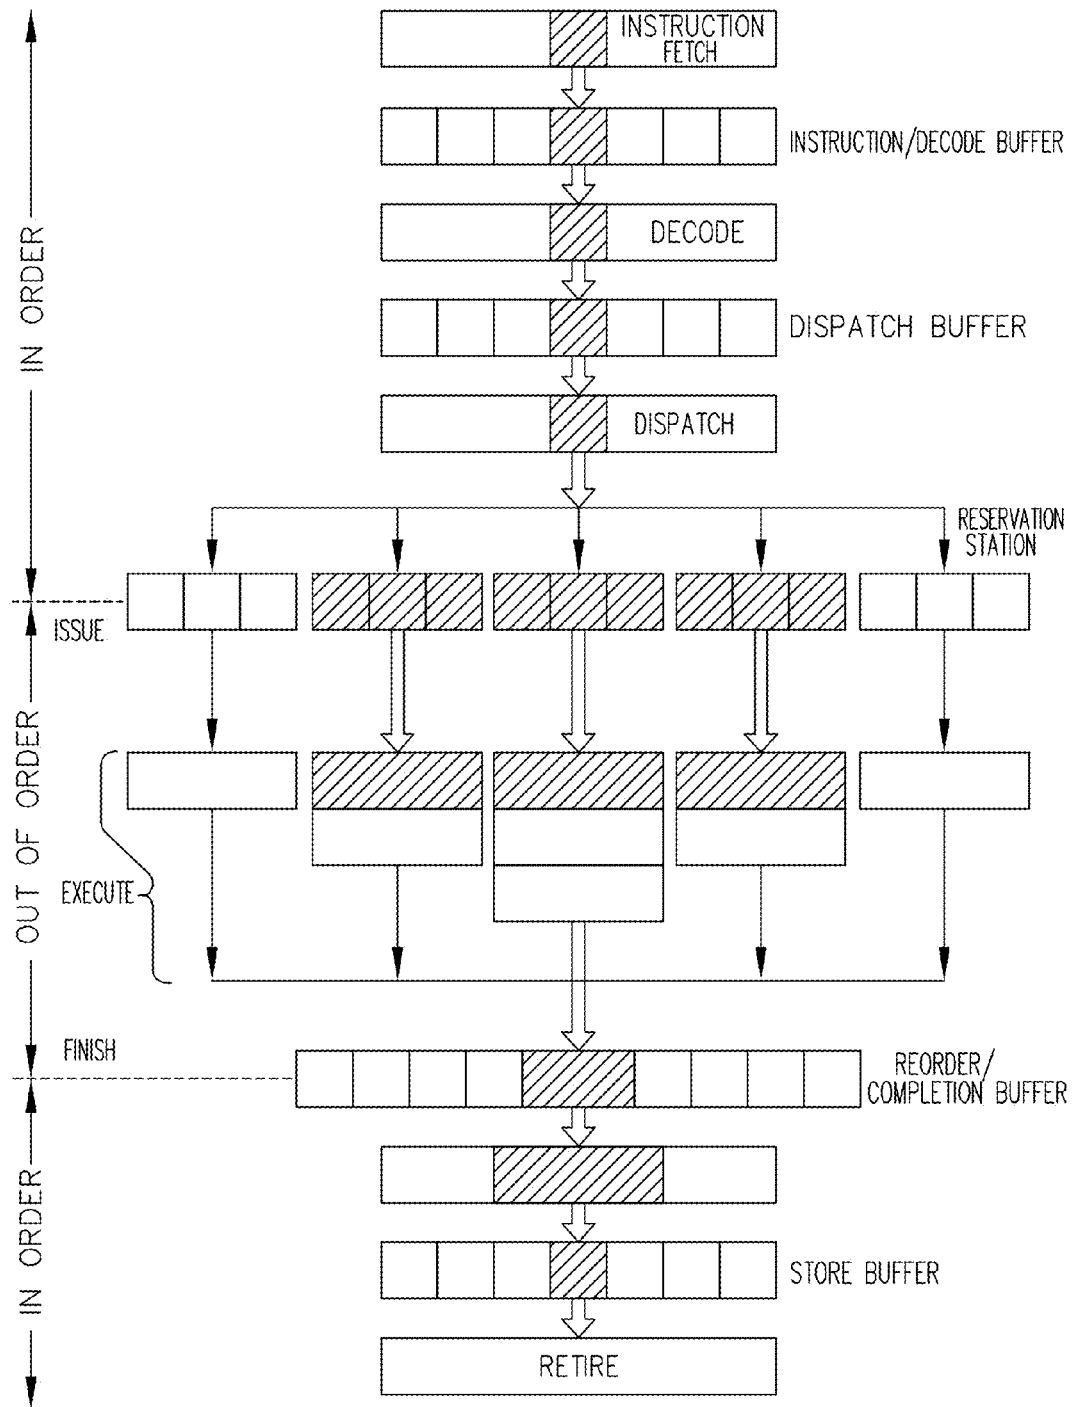 INSTRUCTION
FETCH
INSTRUCTION/DECODE BUFFER
DECODE
DISPATCH BUFFER
DISPATCH
IN ORDER
RESERVATION
STATION
ISSUE
OUT OF ORDER
EXECUTE
FINISH
REORDER/
COMPLETION BUFFER
IN ORDER
STORE BUFFER
RETIRE